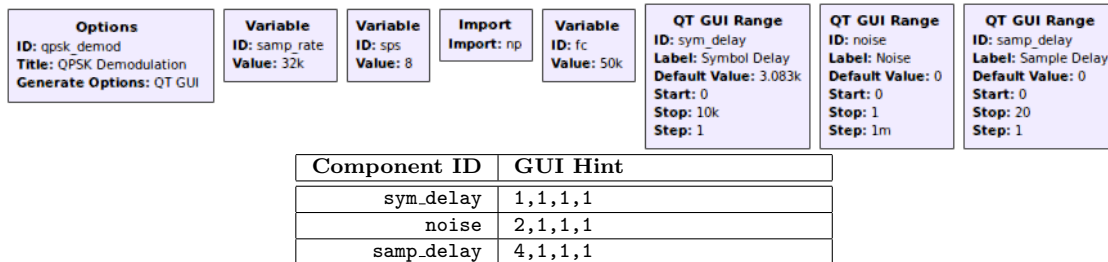 Options
ID: qpsk_demod
Title: QPSK Demodulation
Generate Options: QT GUI
Variable
ID: samp_rate
Value: 32k
Variable
ID: sps
Value: 8
Import
Import: np
Variable
ID: fc
Value: 50k
QT GUI Range
ID: sym_delay
Label: Symbol Delay
Default Value: 3.083k
Start: 0
Stop: 10k
Step: 1
QT GUI Range
ID: noise
Label: Noise
Default Value: 0
Start: 0
Stop: 1
Step: 1m
QT GUI Range
ID: samp_delay
Label: Sample Delay
Default Value: 0
Start: 0
Stop: 20
Step: 1
Component ID GUI Hint
sym_delay 1,1,1,1
noise 2,1,1,1
samp_delay 4,1,1,1